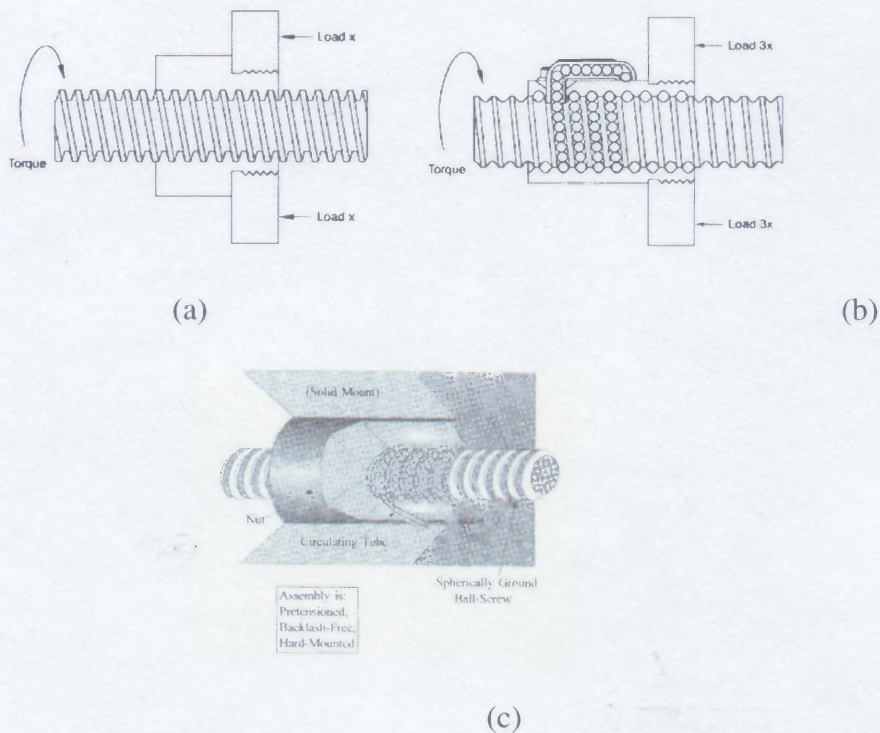 Load x
Torque
Load x
(a)
Load 3x
Torque
Load 3x
(b)
(Solid Mount)
Nut
Circulating Tube
Spherically Ground
Ball-Screw
Assembly is:
Pretensioned,
Backlash-Free,
Hard-Mounted
(c)